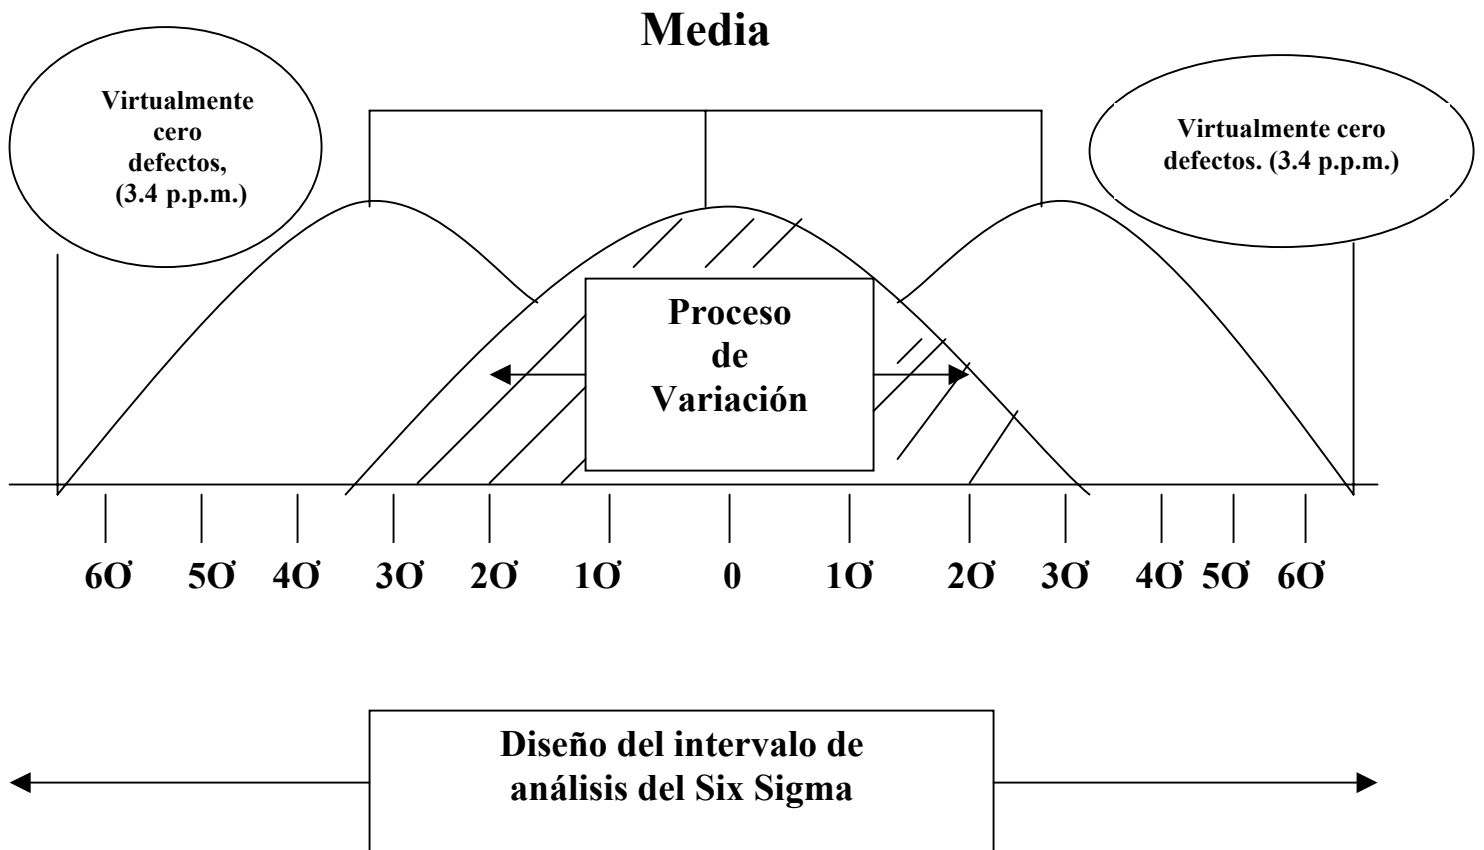 Media
Virtualmente
cero
defectos,
(3.4 p.p.m.)
Virtualmente cero
defectos. (3.4 p.p.m.)
Proceso
de
Variación
6Ơ 5Ơ 4Ơ 3Ơ 2Ơ 1Ơ 0 1Ơ 2Ơ 3Ơ 4Ơ 5Ơ 6Ơ
Diseño del intervalo de
análisis del Six Sigma